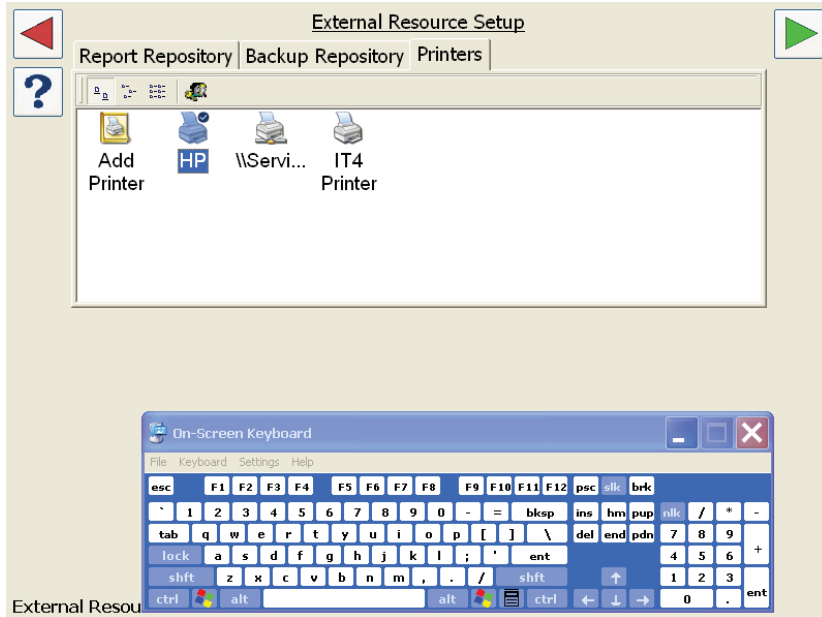 External Resource Setup
Report Repository Backup Repository Printers
?
Add Printer
HP
\\Servi...
IT4 Printer
On-Screen Keyboard
File Keyboard Settings Help
esc F1 F2 F3 F4 F5 F6 F7 F8 F9 F10 F11 F12 psc slk brk
` 1 2 3 4 5 6 7 8 9 0 - = bksp ins hm pup nlk / * -
tab q w e r t y u i o p [ ] \ del end pdn 7 8 9 +
lock a s d f g h j k l ; ' ent 4 5 6
shft z x c v b n m , . / shft ↑ 1 2 3 ent
ctrl alt alt ctrl ← ↓ → 0 .
External Resou